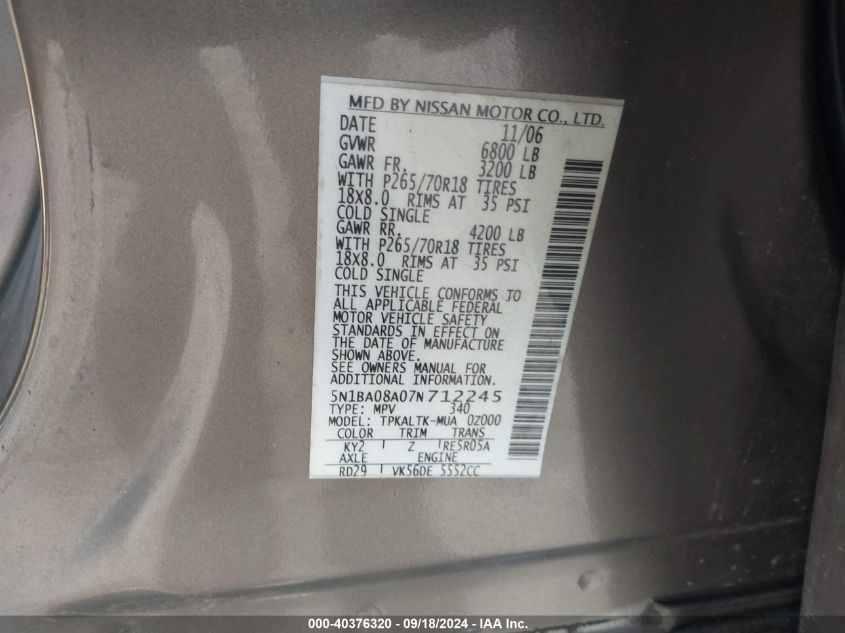 MFD BY NISSAN MOTOR CO., LTD.
DATE 11/06
GVWR 6800 LB
GAWR FR. 3200 LB
WITH P265/70R18 TIRES
18X8.0 RIMS AT 35 PSI
COLD SINGLE
GAWR RR. 4200 LB
WITH P265/70R18 TIRES
18X8.0 RIMS AT 35 PSI
COLD SINGLE
THIS VEHICLE CONFORMS TO
ALL APPLICABLE FEDERAL
MOTOR VEHICLE SAFETY
STANDARDS IN EFFECT ON
THE DATE OF MANUFACTURE
SHOWN ABOVE.
SEE OWNERS MANUAL FOR
ADDITIONAL INFORMATION.
5N1BA08A07N712245
TYPE: MPV 340
MODEL: TPKALTK-MUA 0Z000
COLOR TRIM TRANS
KY2 Z RE5R05A
AXLE ENGINE
RD29 VK56DE 5552CC
000-40376320 - 09/18/2024 - IAA Inc.